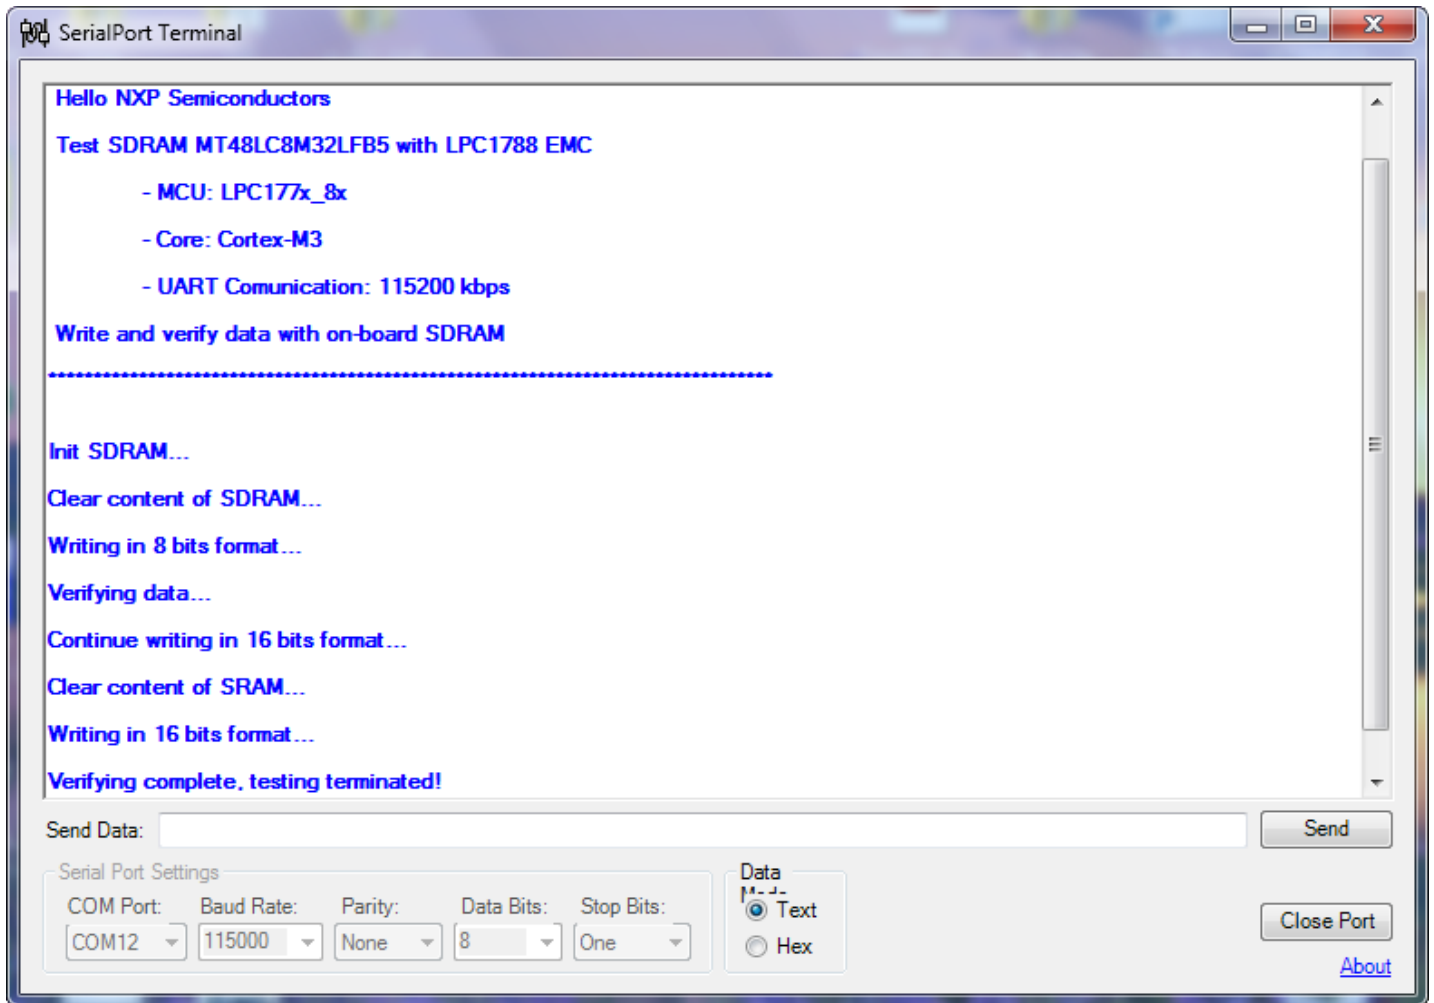 SerialPort Terminal
Hello NXP Semiconductors
Test SDRAM MT48LC8M32LFB5 with LPC1788 EMC
- MCU: LPC177x_8x
- Core: Cortex-M3
- UART Comunication: 115200 kbps
Write and verify data with on-board SDRAM
********************************************************************************
Init SDRAM...
Clear content of SDRAM...
Writing in 8 bits format...
Verifying data...
Continue writing in 16 bits format...
Clear content of SRAM...
Writing in 16 bits format...
Verifying complete, testing terminated!
Send Data: Send
Serial Port Settings
COM Port: Baud Rate: Parity: Data Bits: Stop Bits:
COM12 115000 None 8 One
Data
Mode
Text
Hex
Close Port
About